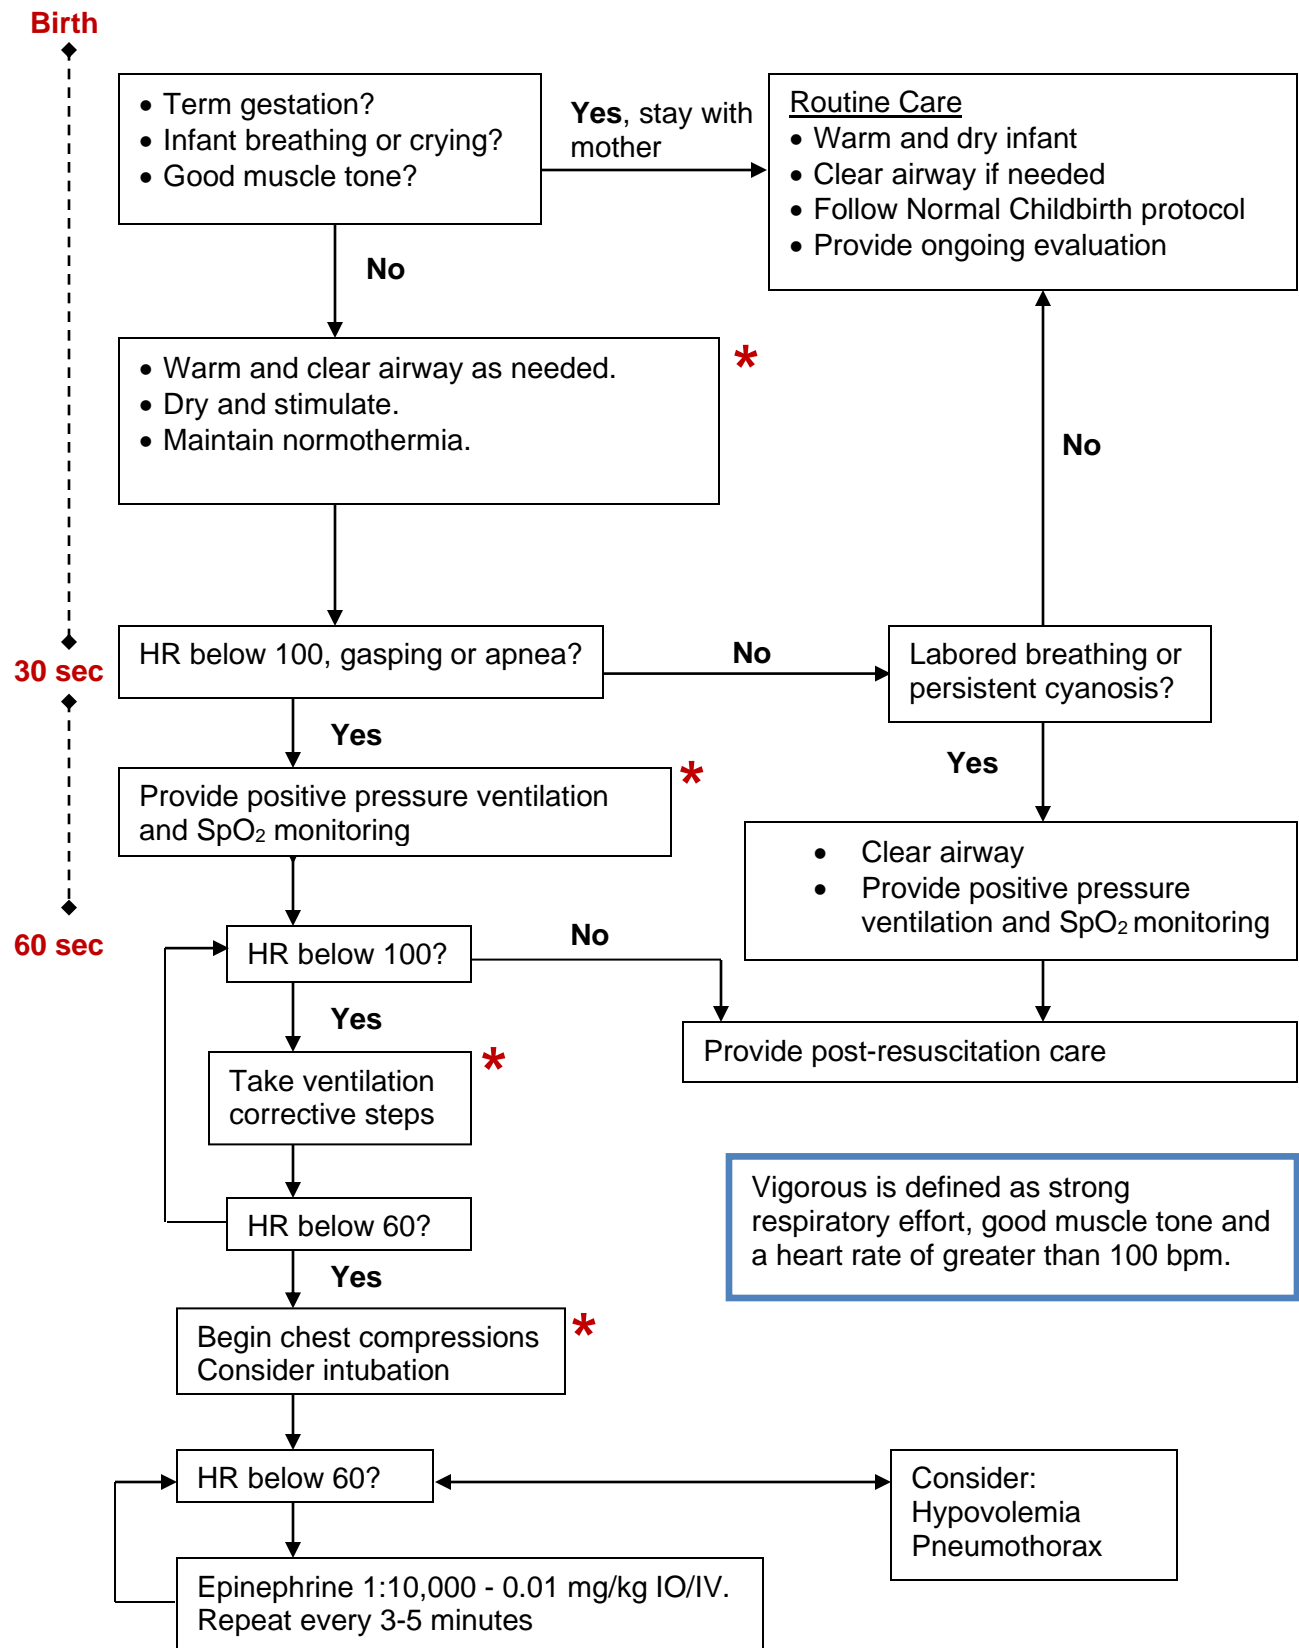 Birth
• Term gestation?
• Infant breathing or crying?
• Good muscle tone?
Yes, stay with
mother
Routine Care
• Warm and dry infant
• Clear airway if needed
• Follow Normal Childbirth protocol
• Provide ongoing evaluation
No
• Warm and clear airway as needed.
• Dry and stimulate.
• Maintain normothermia.
*
No
30 sec
HR below 100, gasping or apnea?
No
Labored breathing or
persistent cyanosis?
Yes
Yes
Provide positive pressure ventilation
and SpO₂ monitoring
*
• Clear airway
• Provide positive pressure
ventilation and SpO₂ monitoring
60 sec
HR below 100?
No
Yes
Provide post-resuscitation care
Take ventilation
corrective steps
*
Vigorous is defined as strong
respiratory effort, good muscle tone and
a heart rate of greater than 100 bpm.
HR below 60?
Yes
Begin chest compressions
Consider intubation
*
HR below 60?
Consider:
Hypovolemia
Pneumothorax
Epinephrine 1:10,000 - 0.01 mg/kg IO/IV.
Repeat every 3-5 minutes